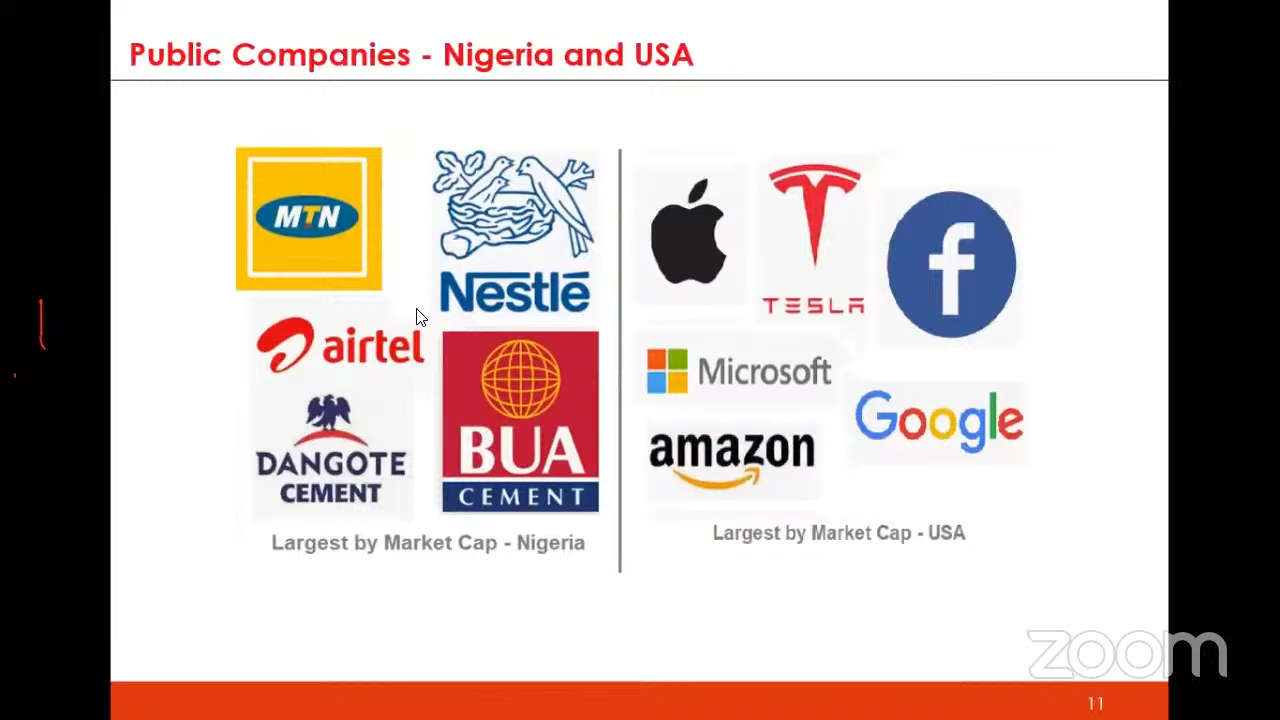 Public Companies - Nigeria and USA
MTN
Nestlé
airtel
DANGOTE
CEMENT
BUA
CEMENT
Largest by Market Cap - Nigeria
TESLA
f
Microsoft
Google
amazon
Largest by Market Cap - USA
zoom
11